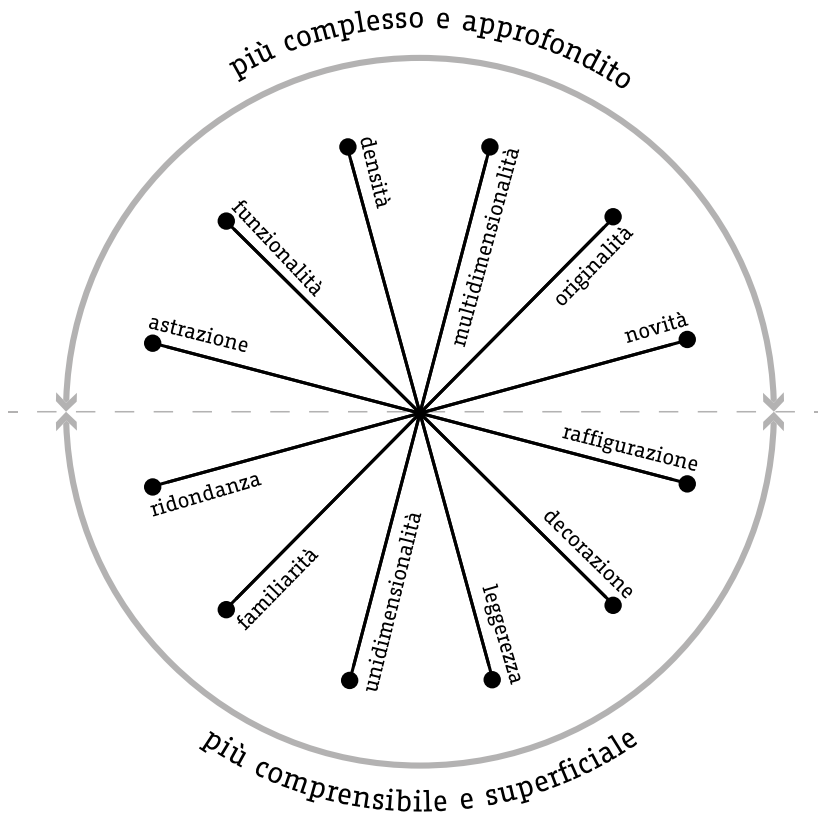 più complesso e approfondito
densità
multidimensionalità
funzionalità
originalità
astrazione
novità
ridondanza
raffigurazione
familiarità
decorazione
unidimensionalità
leggerezza
più comprensibile e superficiale